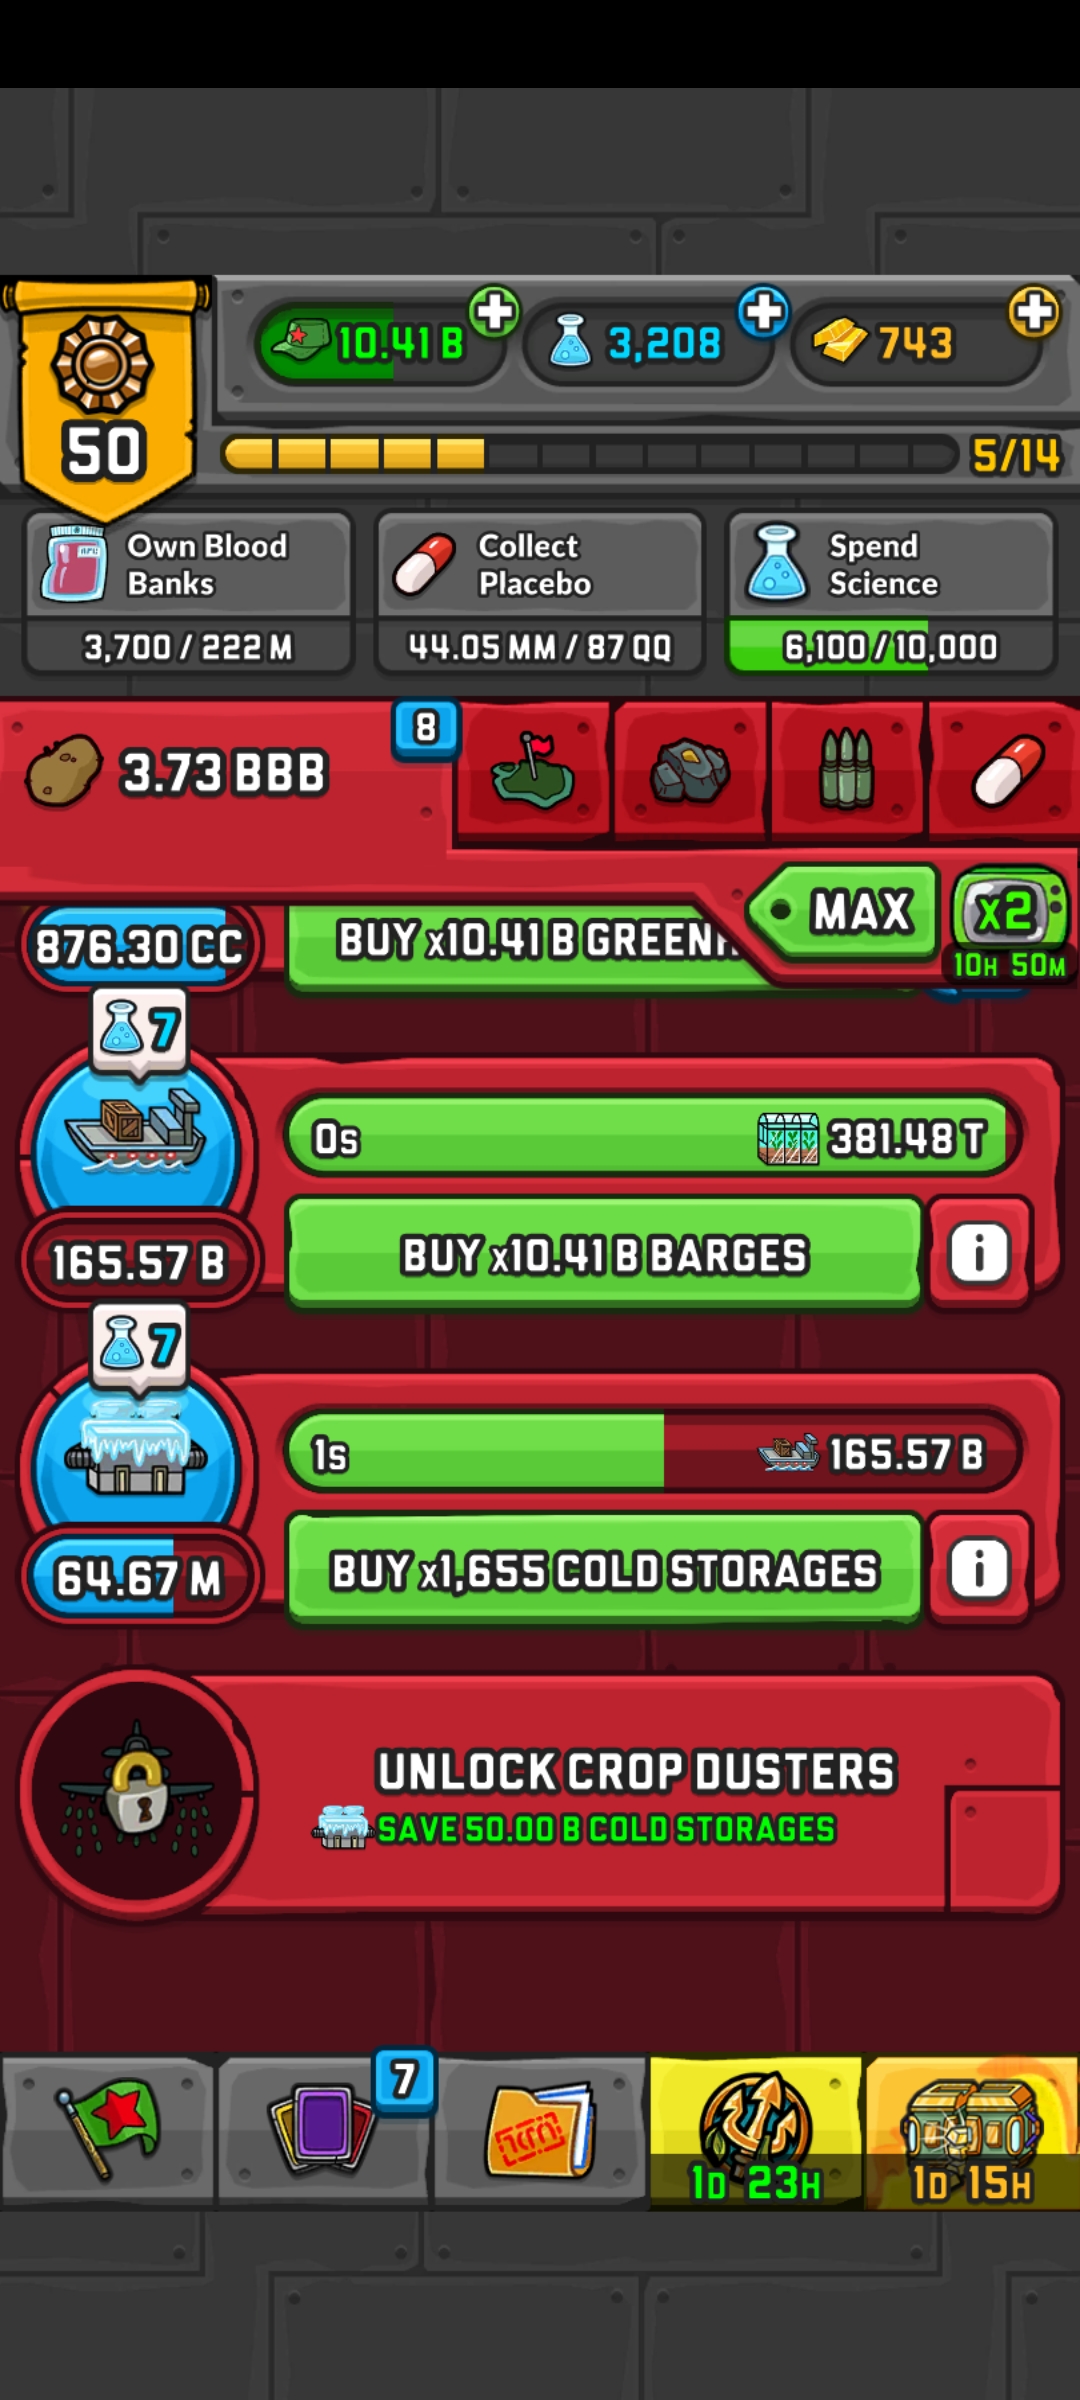 10.41 B
3,208
743
50
5/14
Own Blood
Banks
3,700 / 222 M
Collect
Placebo
44.05 MM / 87 QQ
Spend
Science
6,100 / 10,000
3.73 BBB
8
MAX
x2
10H 50M
876.30 CC
BUY x10.41 B GREENH
7
0s
381.48 T
165.57 B
BUY x10.41 B BARGES
i
7
1s
165.57 B
64.67 M
BUY x1,655 COLD STORAGES
i
UNLOCK CROP DUSTERS
SAVE 50.00 B COLD STORAGES
7
1D 23H
1D 15H